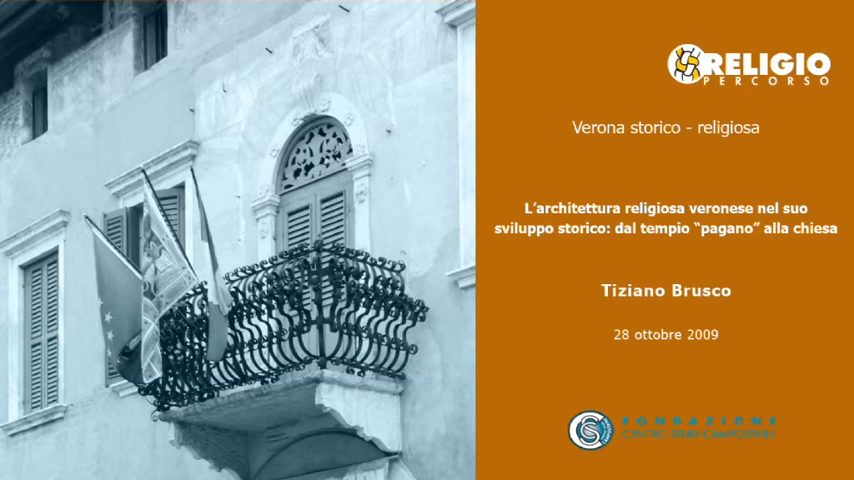 RELIGIO
PERCORSO
Verona storico - religiosa
L'architettura religiosa veronese nel suo
sviluppo storico: dal tempio “pagano” alla chiesa
Tiziano Brusco
28 ottobre 2009
FONDAZIONE
CENTRO STUDI CAMPOSTRINI